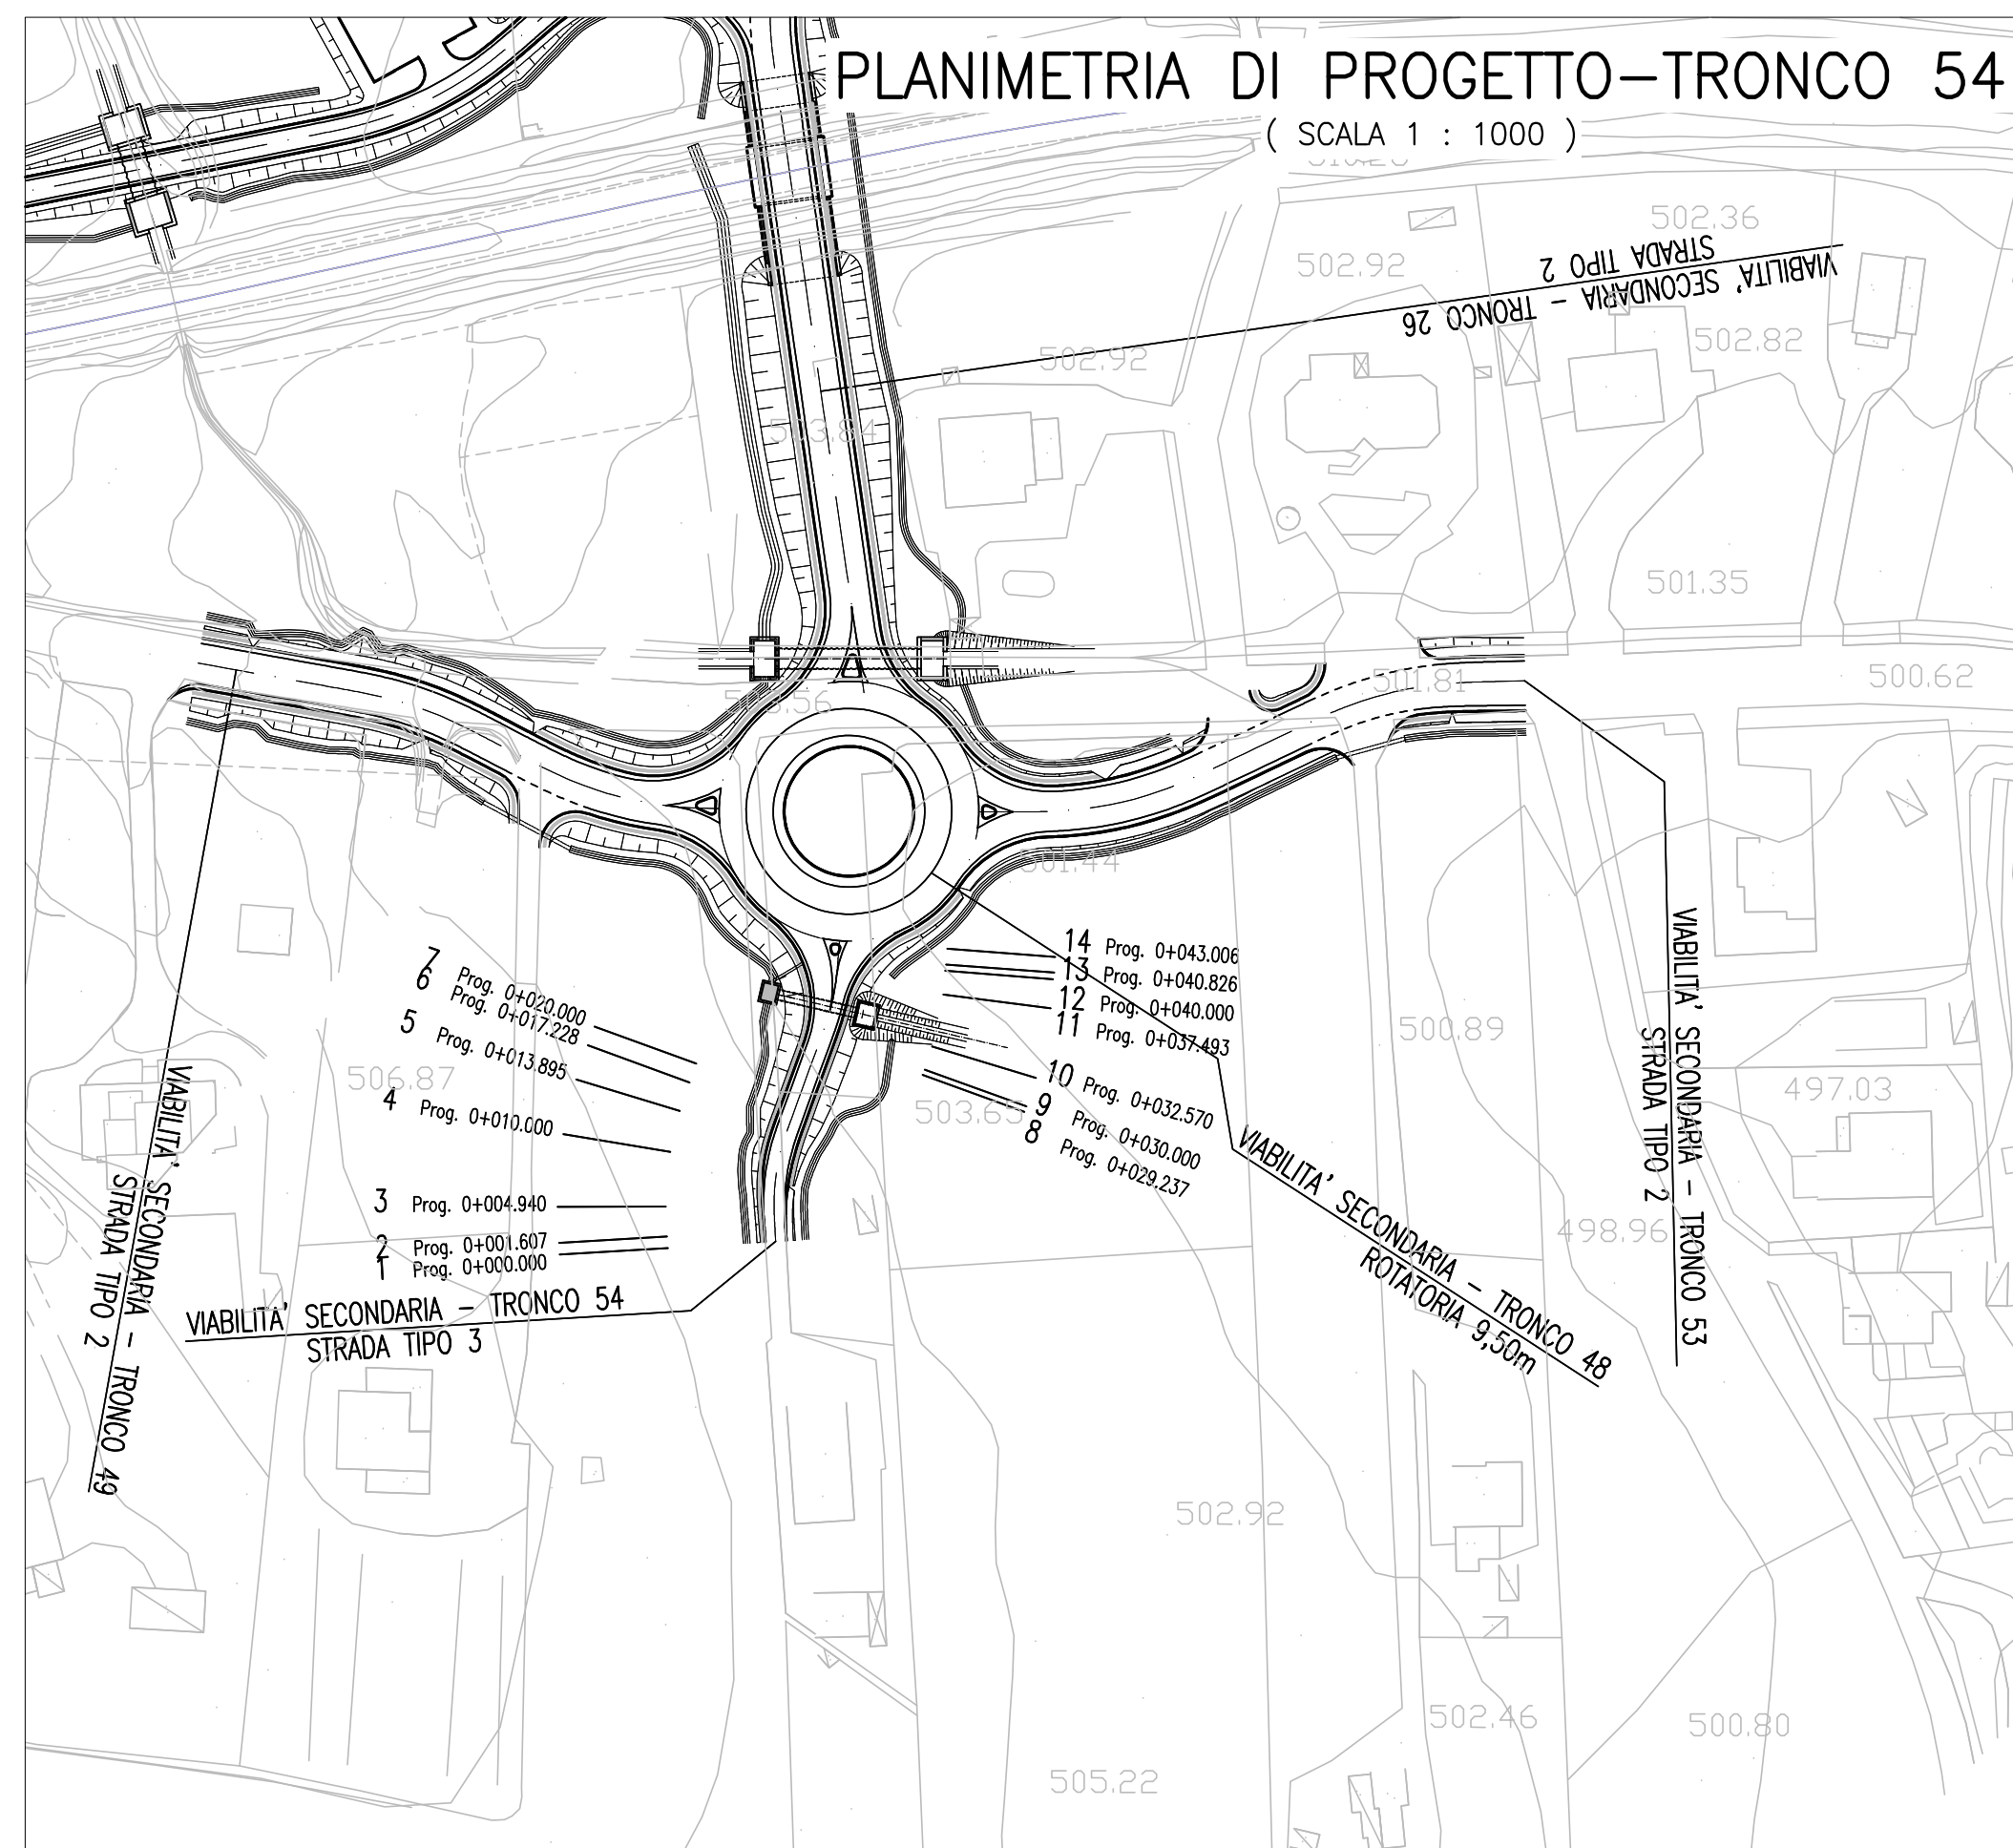 PLANIMETRIA DI PROGETTO-TRONCO 54
( SCALA 1 : 1000 )
502.36
502.92
VIABILITA' SECONDARIA - TRONCO 26
STRADA TIPO 2
502.82
502.92
503.84
501.35
501.81
500.62
501.44
14 Prog. 0+043.006
13 Prog. 0+040.826
12 Prog. 0+040.000
11 Prog. 0+037.493
10 Prog. 0+032.570
9 Prog. 0+030.000
8 Prog. 0+029.237
7 Prog. 0+020.000
6 Prog. 0+017.228
5 Prog. 0+013.895
4 Prog. 0+010.000
3 Prog. 0+004.940
2 Prog. 0+001.607
1 Prog. 0+000.000
506.87
503.65
500.89
497.03
498.96
VIABILITA' SECONDARIA - TRONCO 54
STRADA TIPO 3
VIABILITA' SECONDARIA - TRONCO 49
STRADA TIPO 2
VIABILITA' SECONDARIA - TRONCO 48
ROTATORIA 9,50m
VIABILITA' SECONDARIA - TRONCO 53
STRADA TIPO 2
502.92
502.46
500.80
505.22